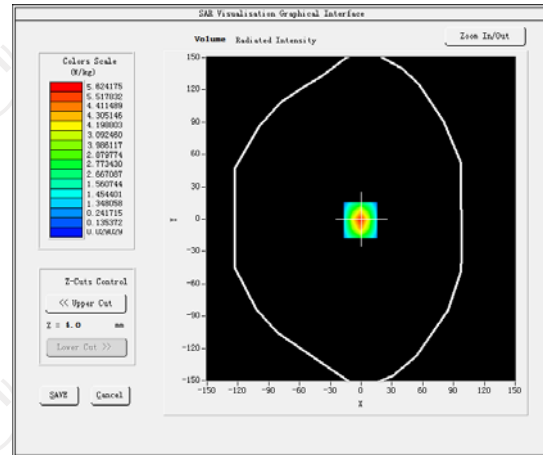 SAR Visualisation Graphical Interface
Volume Radiated Intensity
Zoom In/Out
Colors Scale
(W/kg)
5.624175
5.517832
4.411489
4.305146
4.198803
3.092460
3.986117
2.879774
2.773430
2.667087
1.560744
1.454401
1.348058
0.241715
0.135372
0.029029
Z-Cuts Control
<< Upper Cut
Z = 4.0 mm
Lower Cut >>
SAVE
Cancel
150
120
90
60
30
0
-30
-60
-90
-120
-150
Y
-150 -120 -90 -60 -30 0 30 60 90 120 150
X